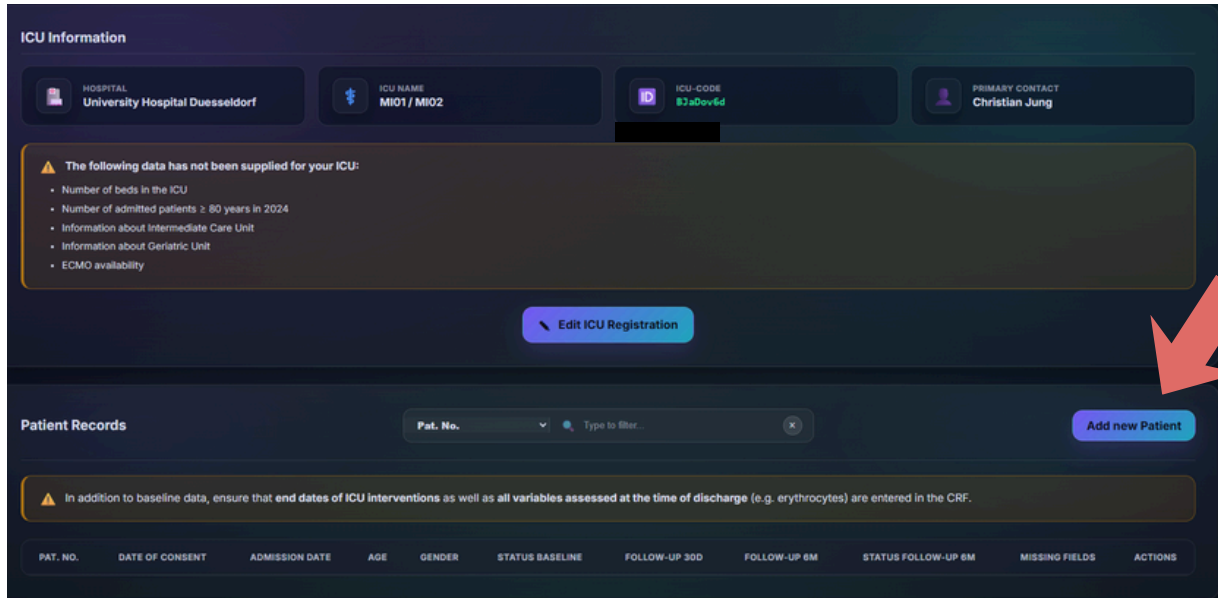 ICU Information
HOSPITAL
University Hospital Duesseldorf
ICU NAME
MI01 / MI02
ID
ICU-CODE
BJaDov6d
PRIMARY CONTACT
Christian Jung
The following data has not been supplied for your ICU:
• Number of beds in the ICU
• Number of admitted patients ≥ 80 years in 2024
• Information about Intermediate Care Unit
• Information about Geriatric Unit
• ECMO availability
Edit ICU Registration
Patient Records
Pat. No.
Type to filter...
Add new Patient
In addition to baseline data, ensure that end dates of ICU interventions as well as all variables assessed at the time of discharge (e.g. erythrocytes) are entered in the CRF.
PAT. NO. DATE OF CONSENT ADMISSION DATE AGE GENDER STATUS BASELINE FOLLOW-UP 30D FOLLOW-UP 6M STATUS FOLLOW-UP 6M MISSING FIELDS ACTIONS